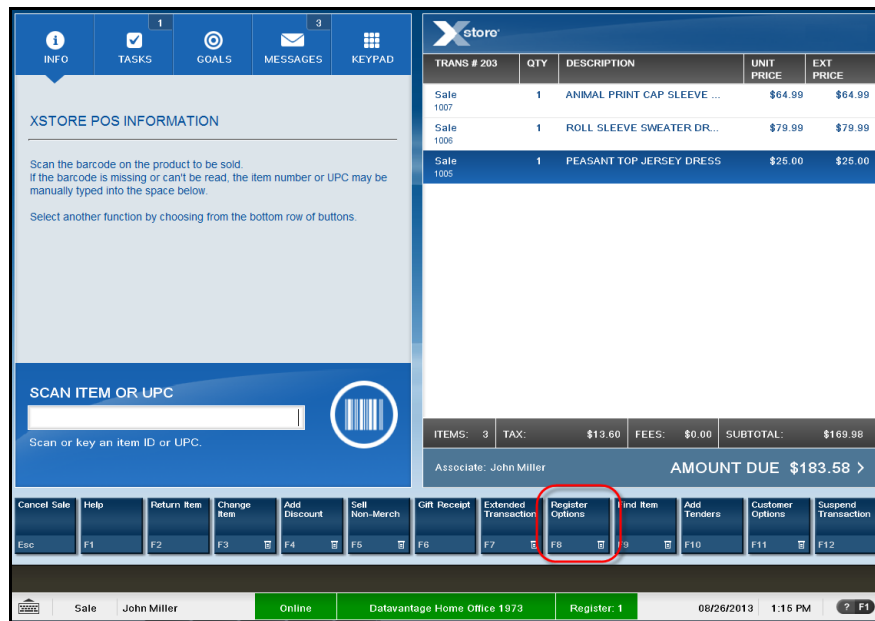 1
3
INFO
TASKS
GOALS
MESSAGES
KEYPAD
XSTORE POS INFORMATION
Scan the barcode on the product to be sold.
If the barcode is missing or can't be read, the item number or UPC may be
manually typed into the space below.
Select another function by choosing from the bottom row of buttons.
SCAN ITEM OR UPC
Scan or key an item ID or UPC.
Xstore
TRANS # 203 QTY DESCRIPTION UNIT PRICE EXT PRICE
Sale 1 ANIMAL PRINT CAP SLEEVE ... $64.99 $64.99
1007
Sale 1 ROLL SLEEVE SWEATER DR... $79.99 $79.99
1006
Sale 1 PEASANT TOP JERSEY DRESS $25.00 $25.00
1005
ITEMS: 3 TAX: $13.60 FEES: $0.00 SUBTOTAL: $169.98
Associate: John Miller AMOUNT DUE $183.58 >
Cancel Sale
Esc
Help
F1
Return Item
F2
Change
Item
F3
Add
Discount
F4
Sell
Non-Merch
F5
Gift Receipt
F6
Extended
Transaction
F7
Register
Options
F8
Find Item
F9
Add
Tenders
F10
Customer
Options
F11
Suspend
Transaction
F12
Sale John Miller Online Datavantage Home Office 1973 Register: 1 08/26/2013 1:15 PM ? F1